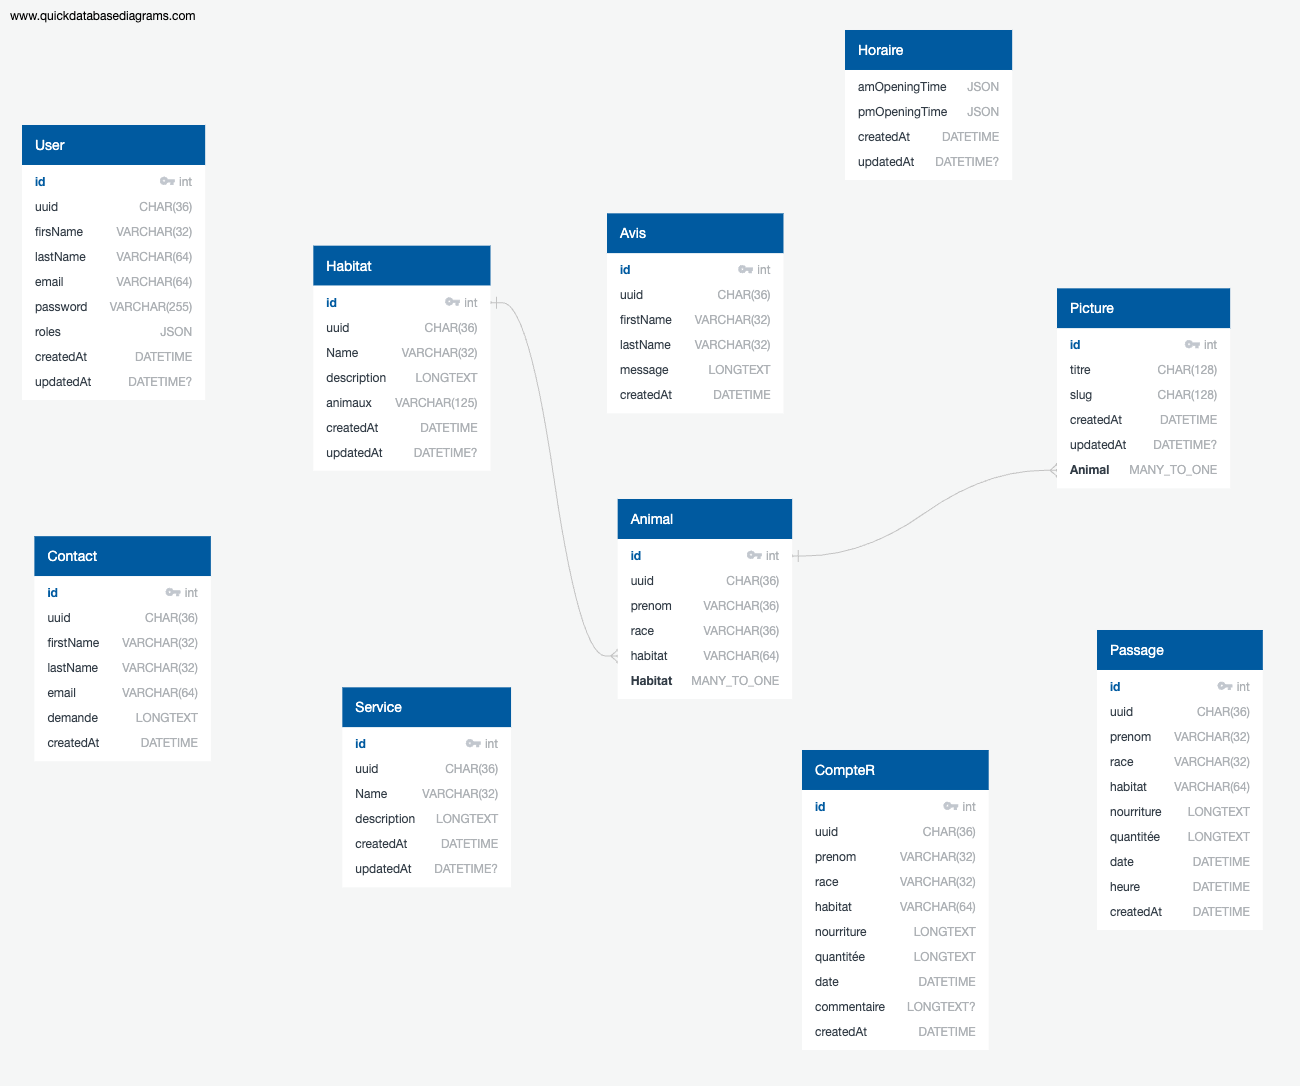 www.quickdatabasediagrams.com
Horaire
amOpeningTime JSON
pmOpeningTime JSON
createdAt DATETIME
updatedAt DATETIME?
User
id int
uuid CHAR(36)
firsName VARCHAR(32)
lastName VARCHAR(64)
email VARCHAR(64)
password VARCHAR(255)
roles JSON
createdAt DATETIME
updatedAt DATETIME?
Habitat
id int
uuid CHAR(36)
Name VARCHAR(32)
description LONGTEXT
animaux VARCHAR(125)
createdAt DATETIME
updatedAt DATETIME?
Avis
id int
uuid CHAR(36)
firstName VARCHAR(32)
lastName VARCHAR(32)
message LONGTEXT
createdAt DATETIME
Picture
id int
titre CHAR(128)
slug CHAR(128)
createdAt DATETIME
updatedAt DATETIME?
Animal MANY_TO_ONE
Animal
id int
uuid CHAR(36)
prenom VARCHAR(36)
race VARCHAR(36)
habitat VARCHAR(64)
Habitat MANY_TO_ONE
Contact
id int
uuid CHAR(36)
firstName VARCHAR(32)
lastName VARCHAR(32)
email VARCHAR(64)
demande LONGTEXT
createdAt DATETIME
Service
id int
uuid CHAR(36)
Name VARCHAR(32)
description LONGTEXT
createdAt DATETIME
updatedAt DATETIME?
CompteR
id int
uuid CHAR(36)
prenom VARCHAR(32)
race VARCHAR(32)
habitat VARCHAR(64)
nourriture LONGTEXT
quantitée LONGTEXT
date DATETIME
commentaire LONGTEXT?
createdAt DATETIME
Passage
id int
uuid CHAR(36)
prenom VARCHAR(32)
race VARCHAR(32)
habitat VARCHAR(64)
nourriture LONGTEXT
quantitée LONGTEXT
date DATETIME
heure DATETIME
createdAt DATETIME